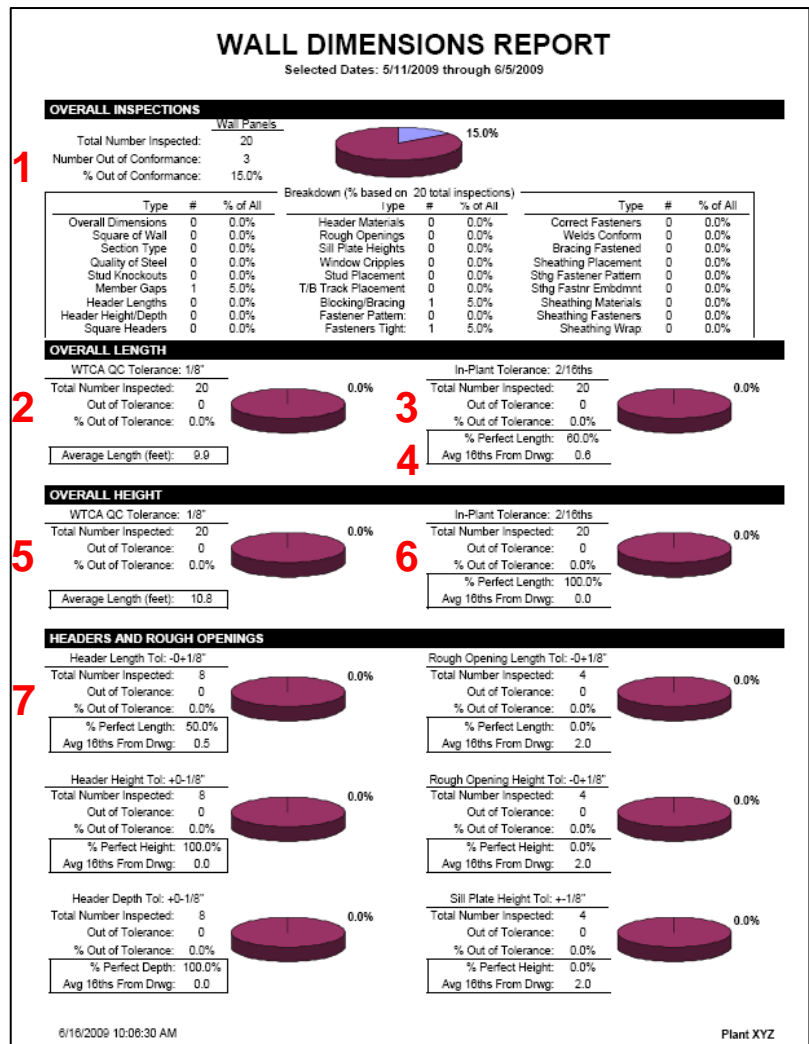 WALL DIMENSIONS REPORT
Selected Dates: 5/11/2009 through 6/5/2009
OVERALL INSPECTIONS
Wall Panels
1
Total Number Inspected: 20
Number Out of Conformance: 3
% Out of Conformance: 15.0%
15.0%
Breakdown (% based on 20 total inspections)
Type # % of All Type # % of All Type # % of All
Overall Dimensions 0 0.0% Header Materials 0 0.0% Correct Fasteners 0 0.0%
Square of Wall 0 0.0% Rough Openings 0 0.0% Welds Conform 0 0.0%
Section Type 0 0.0% Sill Plate Heights 0 0.0% Bracing Fastened 0 0.0%
Quality of Steel 0 0.0% Window Cripples 0 0.0% Sheathing Placement 0 0.0%
Stud Knockouts 0 0.0% Stud Placement 0 0.0% Sthg Fastener Pattern 0 0.0%
Member Gaps 1 5.0% T/B Track Placement 0 0.0% Sthg Fastnr Embdmnt 0 0.0%
Header Lengths 0 0.0% Blocking/Bracing 1 5.0% Sheathing Materials 0 0.0%
Header Height/Depth 0 0.0% Fastener Pattern: 0 0.0% Sheathing Fasteners 0 0.0%
Square Headers 0 0.0% Fasteners Tight: 1 5.0% Sheathing Wrap 0 0.0%
OVERALL LENGTH
2
WTCA QC Tolerance: 1/8"
Total Number Inspected: 20
Out of Tolerance: 0
% Out of Tolerance: 0.0%
0.0%
Average Length (feet): 9.9
3
In-Plant Tolerance: 2/16ths
Total Number Inspected: 20
Out of Tolerance: 0
% Out of Tolerance: 0.0%
0.0%
4
% Perfect Length: 60.0%
Avg 16ths From Drwg: 0.6
OVERALL HEIGHT
5
WTCA QC Tolerance: 1/8"
Total Number Inspected: 20
Out of Tolerance: 0
% Out of Tolerance: 0.0%
0.0%
Average Length (feet): 10.8
6
In-Plant Tolerance: 2/16ths
Total Number Inspected: 20
Out of Tolerance: 0
% Out of Tolerance: 0.0%
0.0%
% Perfect Length: 100.0%
Avg 16ths From Drwg: 0.0
HEADERS AND ROUGH OPENINGS
7
Header Length Tol: -0+1/8"
Total Number Inspected: 8
Out of Tolerance: 0
% Out of Tolerance: 0.0%
0.0%
% Perfect Length: 50.0%
Avg 16ths From Drwg: 0.5
Rough Opening Length Tol: -0+1/8"
Total Number Inspected: 4
Out of Tolerance: 0
% Out of Tolerance: 0.0%
0.0%
% Perfect Length: 0.0%
Avg 16ths From Drwg: 2.0
Header Height Tol: +0-1/8"
Total Number Inspected: 8
Out of Tolerance: 0
% Out of Tolerance: 0.0%
0.0%
% Perfect Height: 100.0%
Avg 16ths From Drwg: 0.0
Rough Opening Height Tol: -0+1/8"
Total Number Inspected: 4
Out of Tolerance: 0
% Out of Tolerance: 0.0%
0.0%
% Perfect Height: 0.0%
Avg 16ths From Drwg: 2.0
Header Depth Tol: +0-1/8"
Total Number Inspected: 8
Out of Tolerance: 0
% Out of Tolerance: 0.0%
0.0%
% Perfect Depth: 100.0%
Avg 16ths From Drwg: 0.0
Sill Plate Height Tol: +-1/8"
Total Number Inspected: 4
Out of Tolerance: 0
% Out of Tolerance: 0.0%
0.0%
% Perfect Height: 0.0%
Avg 16ths From Drwg: 2.0
6/16/2009 10:06:30 AM
Plant XYZ